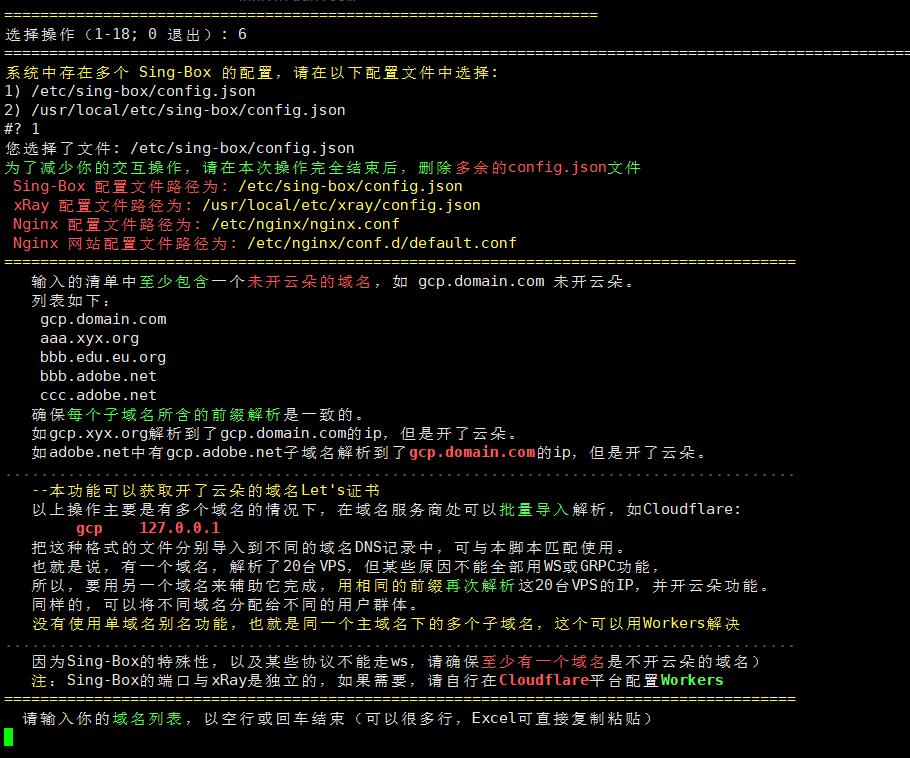 ==================================================================
选择操作（1-18; 0 退出）: 6
=====================================================================================================
系统中存在多个 Sing-Box 的配置，请在以下配置文件中选择:
1) /etc/sing-box/config.json
2) /usr/local/etc/sing-box/config.json
#? 1
您选择了文件: /etc/sing-box/config.json
为了减少你的交互操作，请在本次操作完全结束后，删除多余的config.json文件
Sing-Box 配置文件路径为: /etc/sing-box/config.json
xRay 配置文件路径为: /usr/local/etc/xray/config.json
Nginx 配置文件路径为: /etc/nginx/nginx.conf
Nginx 网站配置文件路径为: /etc/nginx/conf.d/default.conf
========================================================================================
输入的清单中至少包含一个未开云朵的域名，如 gcp.domain.com 未开云朵。
列表如下:
gcp.domain.com
aaa.xyx.org
bbb.edu.eu.org
bbb.adobe.net
ccc.adobe.net
确保每个子域名所含的前缀解析是一致的。
如gcp.xyx.org解析到了gcp.domain.com的ip，但是开了云朵。
如adobe.net中有gcp.adobe.net子域名解析到了gcp.domain.com的ip，但是开了云朵。
........................................................................................
--本功能可以获取开了云朵的域名Let's证书
以上操作主要是有多个域名的情况下，在域名服务商处可以批量导入解析，如Cloudflare:
gcp 127.0.0.1
把这种格式的文件分别导入到不同的域名DNS记录中，可与本脚本匹配使用。
也就是说，有一个域名，解析了20台VPS，但某些原因不能全部用WS或GRPC功能，
所以，要用另一个域名来辅助它完成，用相同的前缀再次解析这20台VPS的IP，并开云朵功能。
同样的，可以将不同域名分配给不同的用户群体。
没有使用单域名别名功能，也就是同一个主域名下的多个子域名，这个可以用Workers解决
........................................................................................
因为Sing-Box的特殊性，以及某些协议不能走ws，请确保至少有一个域名是不开云朵的域名）
注: Sing-Box的端口与xRay是独立的，如果需要，请自行在Cloudflare平台配置Workers
========================================================================================
请输入你的域名列表，以空行或回车结束（可以很多行，Excel可直接复制粘贴）